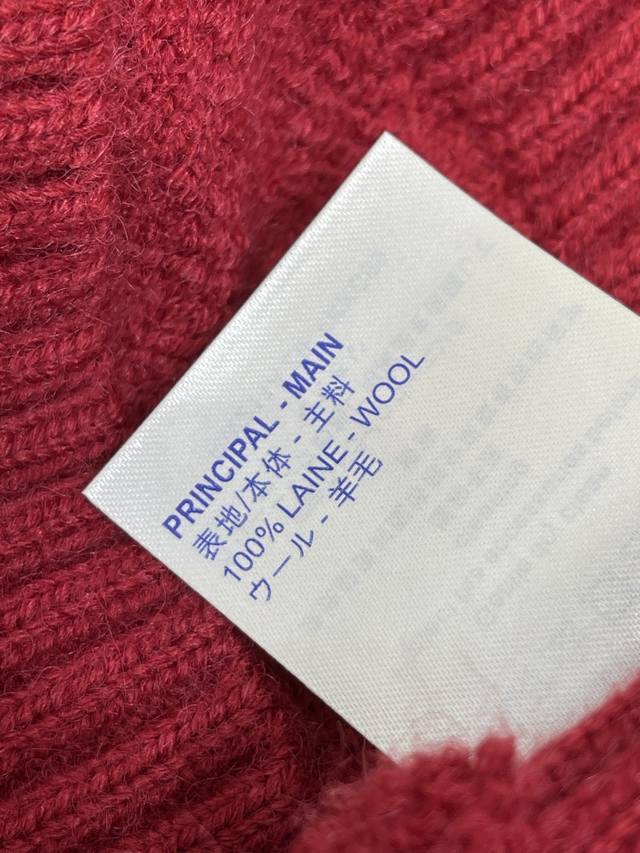 PRINCIPAL - MAIN
表地/本体 - 主料
100% LAINE - WOOL
ウール - 羊毛